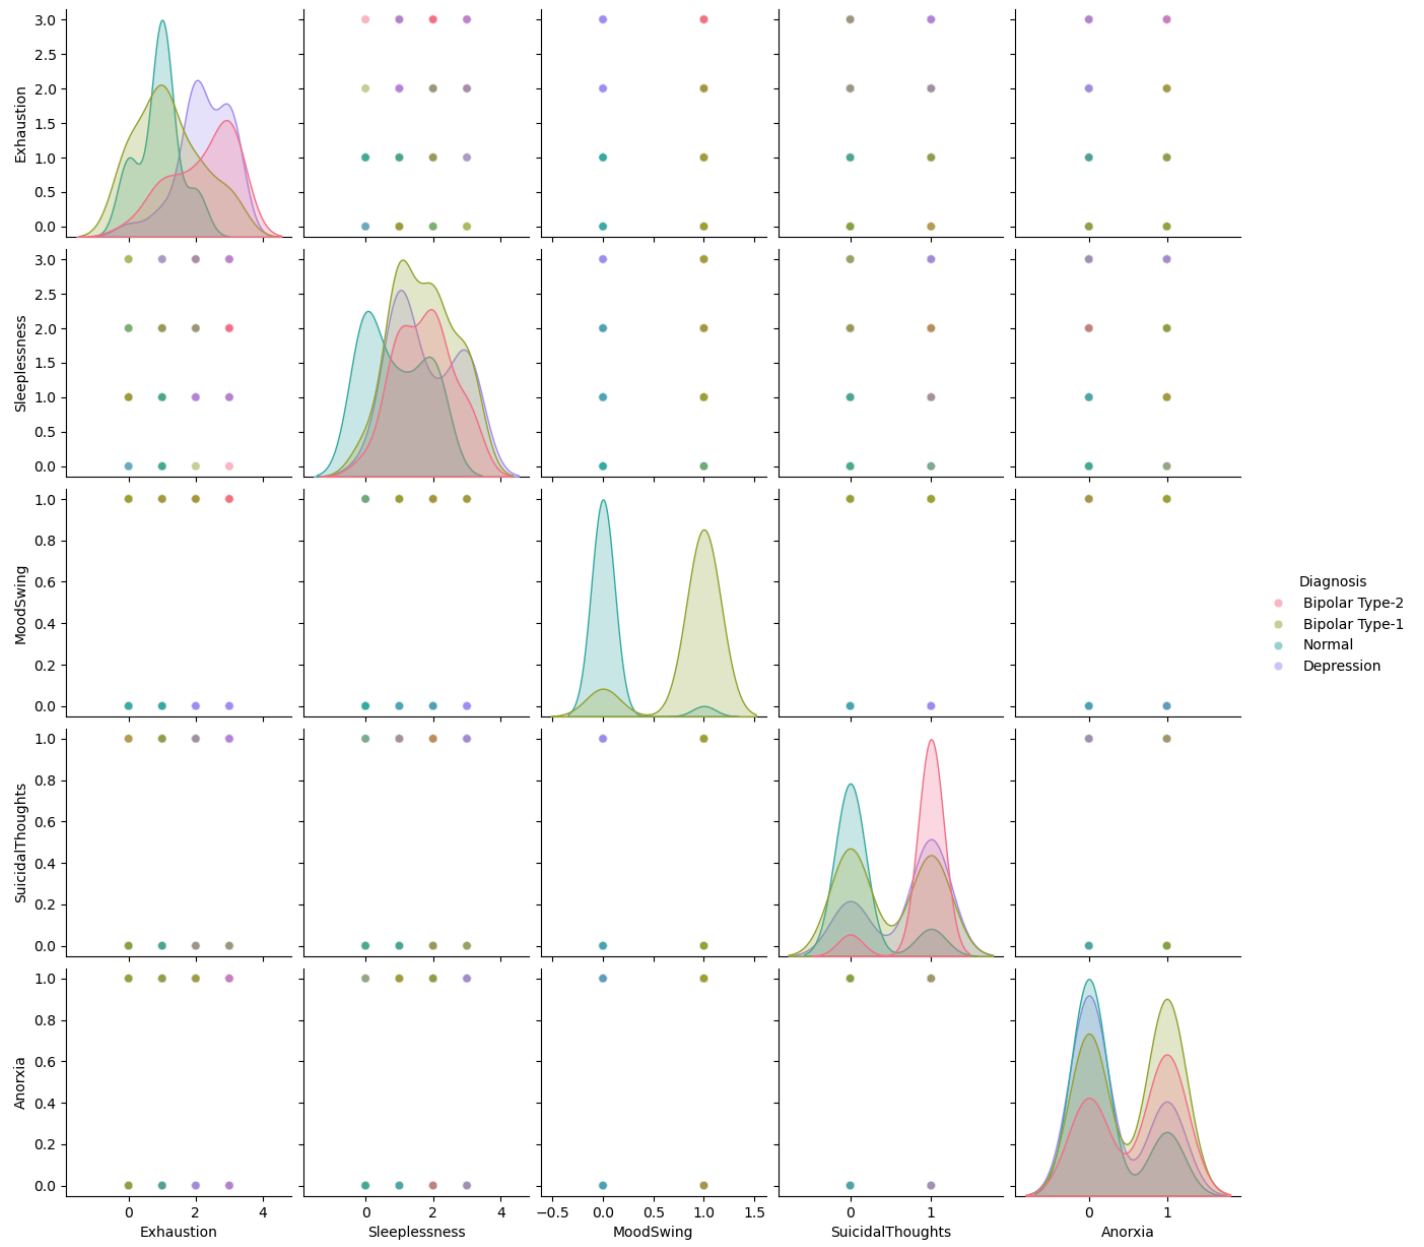 3.0
2.5
2.0
1.5
1.0
0.5
0.0
Exhaustion
3.0
2.5
2.0
1.5
1.0
0.5
0.0
Sleeplessness
1.0
0.8
0.6
0.4
0.2
0.0
MoodSwing
Diagnosis
Bipolar Type-2
Bipolar Type-1
Normal
Depression
1.0
0.8
0.6
0.4
0.2
0.0
SuicidalThoughts
1.0
0.8
0.6
0.4
0.2
0.0
Anorxia
0 2 4
0 2 4
−0.5 0.0 0.5 1.0 1.5
0 1
0 1
Exhaustion
Sleeplessness
MoodSwing
SuicidalThoughts
Anorxia